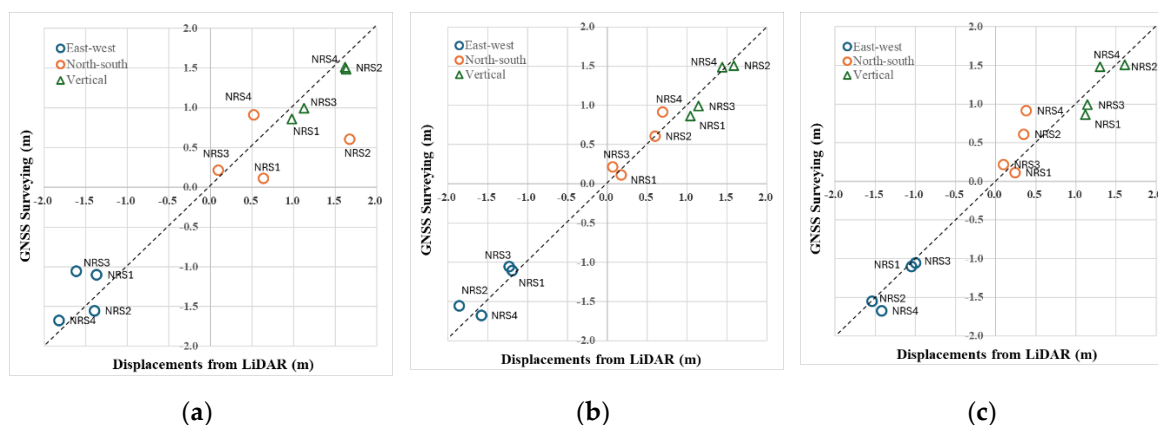 2.0
East-west
North-south
Vertical
1.5
1.0
0.5
0.0
-2.0 -1.5 -1.0 -0.5 0.0 0.5 1.0 1.5 2.0
-0.5
-1.0
-1.5
-2.0
NRS4
NRS2
NRS3
NRS1
NRS4
NRS2
NRS3
NRS1
NRS3
NRS1
NRS2
NRS4
GNSS Surveying (m)
Displacements from LiDAR (m)
(a)
2.0
East-west
North-south
Vertical
1.5
1.0
0.5
0.0
-2.0 -1.5 -1.0 -0.5 0.0 0.5 1.0 1.5 2.0
-0.5
-1.0
-1.5
-2.0
NRS4
NRS2
NRS3
NRS1
NRS4
NRS2
NRS3
NRS1
NRS3
NRS1
NRS2
NRS4
GNSS Surveying (m)
Displacements from LiDAR (m)
(b)
2.0
East-west
North-south
Vertical
1.5
1.0
0.5
0.0
-2.0 -1.5 -1.0 -0.5 0.0 0.5 1.0 1.5 2.0
-0.5
-1.0
-1.5
-2.0
NRS4
NRS2
NRS3
NRS1
NRS4
NRS2
NRS3
NRS1
NRS1
NRS3
NRS2
NRS4
GNSS Surveying (m)
Displacements from LiDAR (m)
(c)